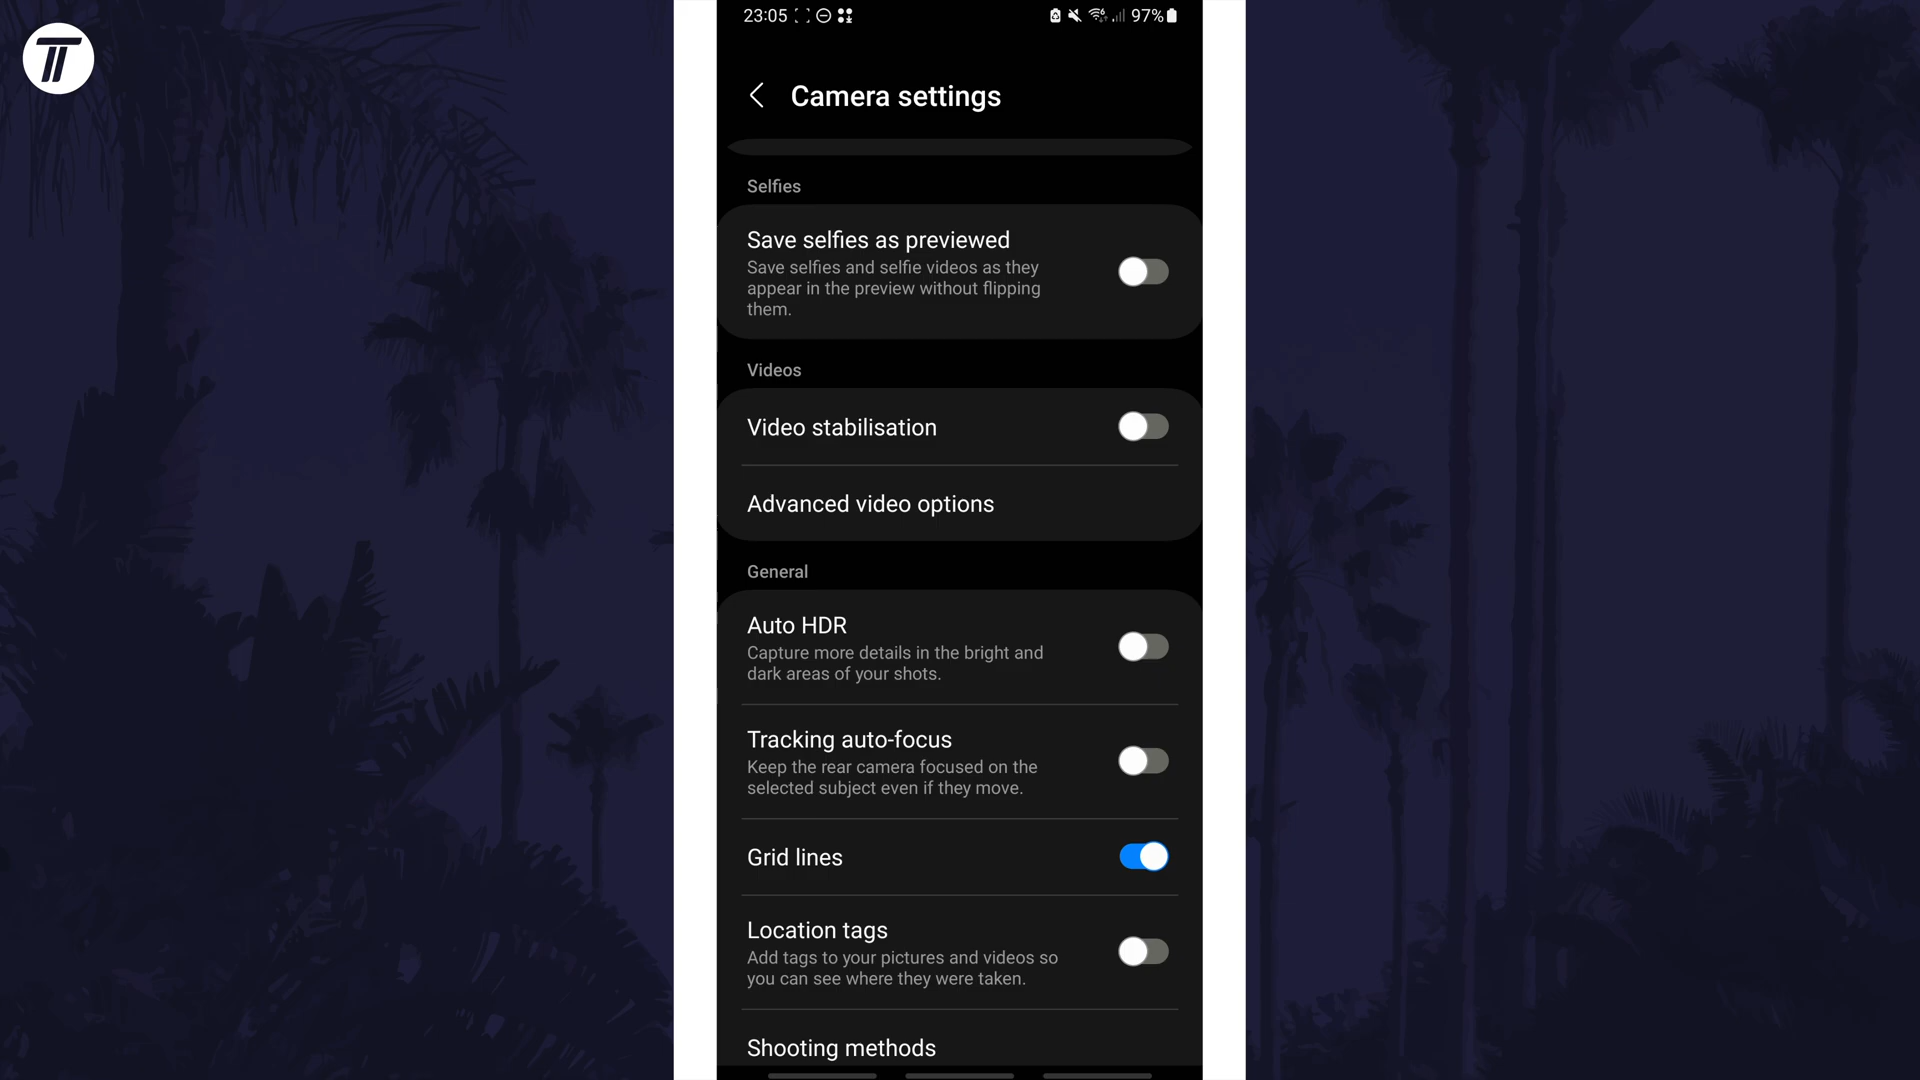 23:05
97%
Camera settings
Selfies
Save selfies as previewed
Save selfies and selfie videos as they
appear in the preview without flipping
them.
Videos
Video stabilisation
Advanced video options
General
Auto HDR
Capture more details in the bright and
dark areas of your shots.
Tracking auto-focus
Keep the rear camera focused on the
selected subject even if they move.
Grid lines
Location tags
Add tags to your pictures and videos so
you can see where they were taken.
Shooting methods